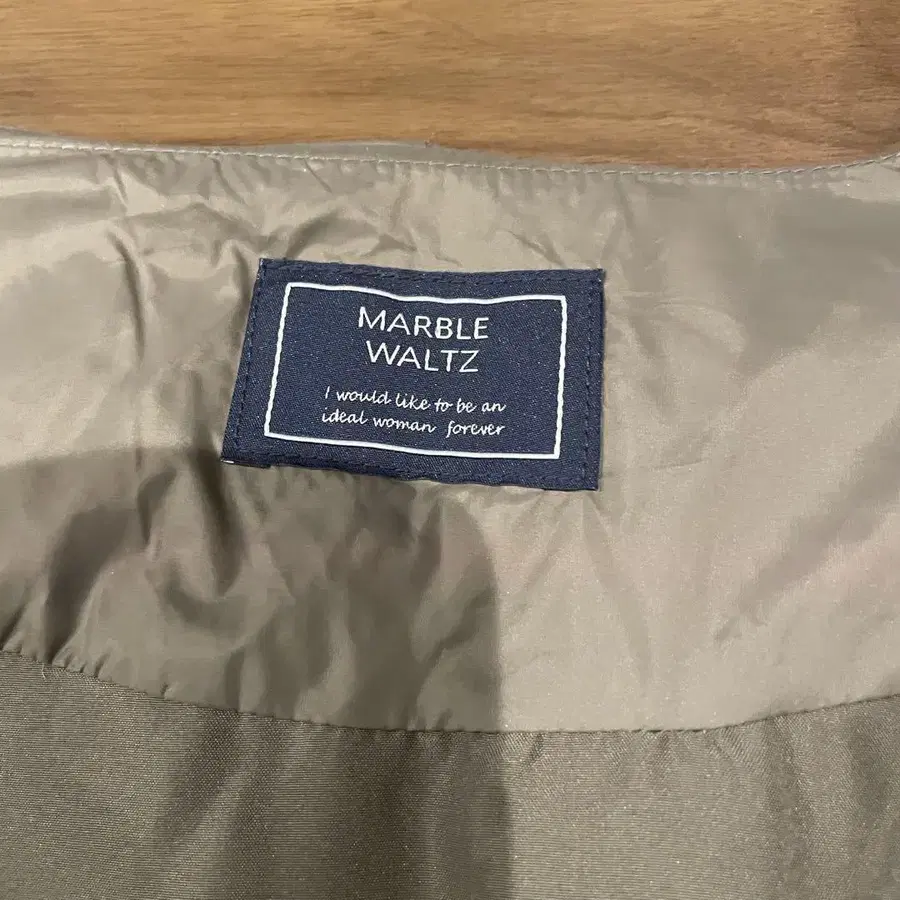 MARBLE
WALTZ
I would like to be an
ideal woman forever